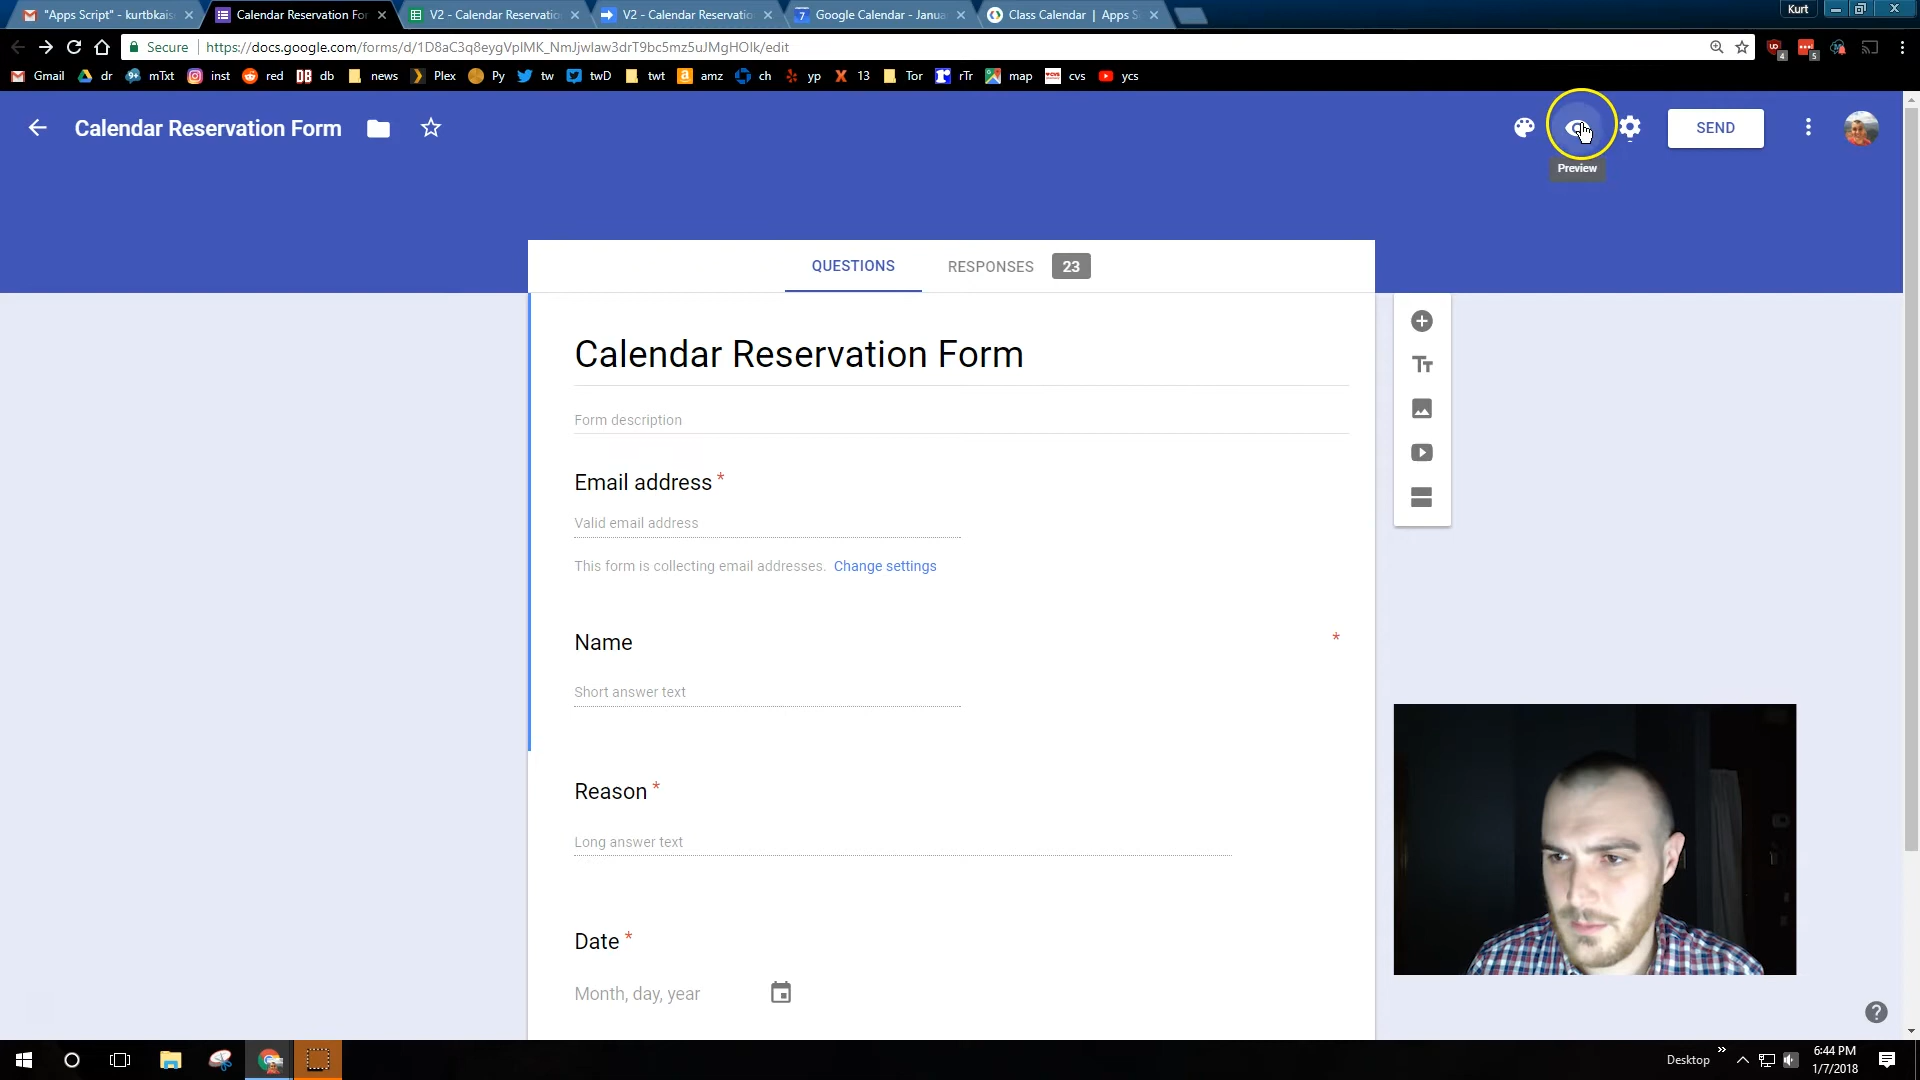 "Apps Script" - kurtbkais
Calendar Reservation For
V2 - Calendar Reservatio
V2 - Calendar Reservatio
Google Calendar - Janua
Class Calendar | Apps S
Kurt
Secure
https://docs.google.com/forms/d/1D8aC3q8eygVplMK_NmJjwlaw3drT9bc5mz5uJMgHOlk/edit
Gmail dr mTxt inst red db news Plex Py tw twD twt amz ch yp 13 Tor rTr map cvs ycs
Calendar Reservation Form
SEND
Preview
QUESTIONS
RESPONSES 23
Calendar Reservation Form
Form description
Email address *
Valid email address
This form is collecting email addresses. Change settings
Name *
Short answer text
Reason *
Long answer text
Date *
Month, day, year
Desktop
6:44 PM
1/7/2018